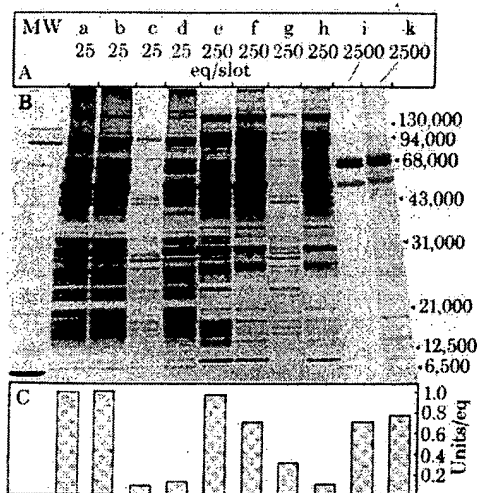 MW a b c d e f g h i k
25 25 25 25 250 250 250 250 2500 2500
eq/slot
A
B
130,000
94,000
68,000
43,000
31,000
21,000
12,500
6,500
C
1.0
0.8
0.6
0.4
0.2
Units/eq